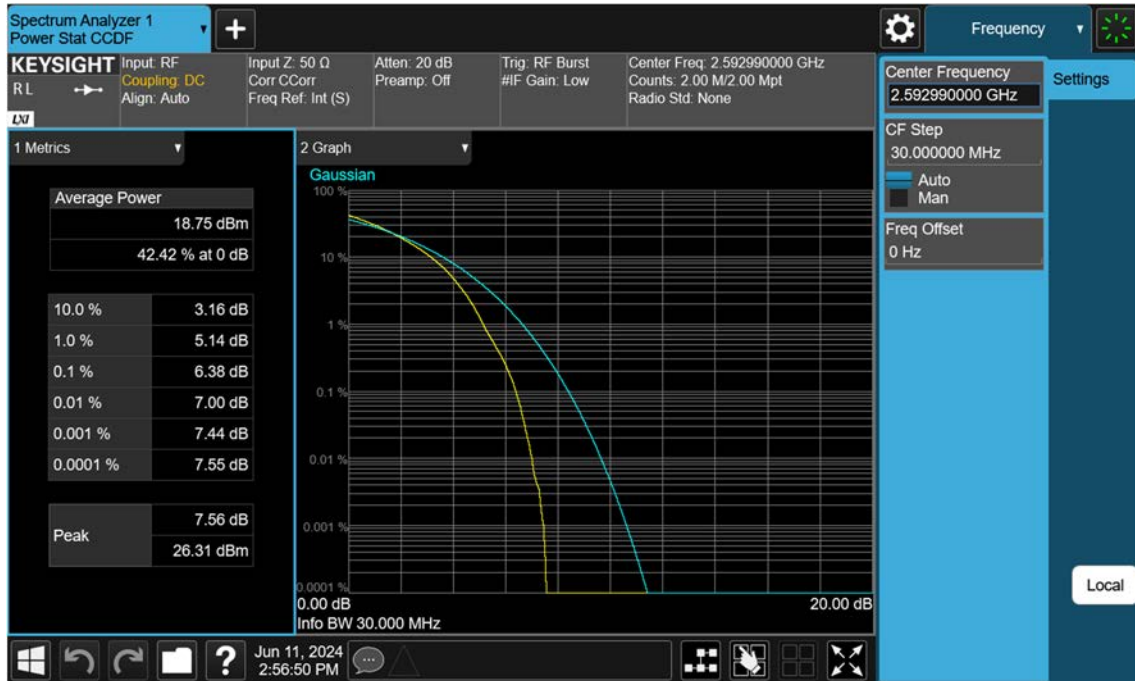 Spectrum Analyzer 1
Power Stat CCDF
Frequency
KEYSIGHT
RL
LXI
Input: RF
Coupling: DC
Align: Auto
Input Z: 50 Ω
Corr CCorr
Freq Ref: Int (S)
Atten: 20 dB
Preamp: Off
Trig: RF Burst
#IF Gain: Low
Center Freq: 2.592990000 GHz
Counts: 2.00 M/2.00 Mpt
Radio Std: None
Center Frequency
2.592990000 GHz
Settings
CF Step
30.000000 MHz
Auto
Man
Freq Offset
0 Hz
1 Metrics
Average Power
18.75 dBm
42.42 % at 0 dB
10.0 % 3.16 dB
1.0 % 5.14 dB
0.1 % 6.38 dB
0.01 % 7.00 dB
0.001 % 7.44 dB
0.0001 % 7.55 dB
Peak
7.56 dB
26.31 dBm
2 Graph
Gaussian
100 %
10 %
1 %
0.1 %
0.01 %
0.001 %
0.0001 %
0.00 dB 20.00 dB
Info BW 30.000 MHz
Local
?
Jun 11, 2024
2:56:50 PM